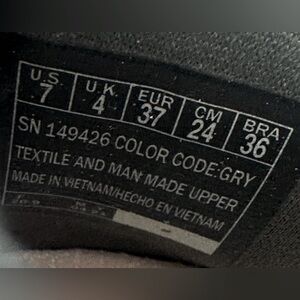 U.S U.K EUR CM BRA
7 4 37 24 36
SN 149426 COLOR CODE:GRY
TEXTILE AND MAN MADE UPPER
MADE IN VIETNAM/HECHO EN VIETNAM